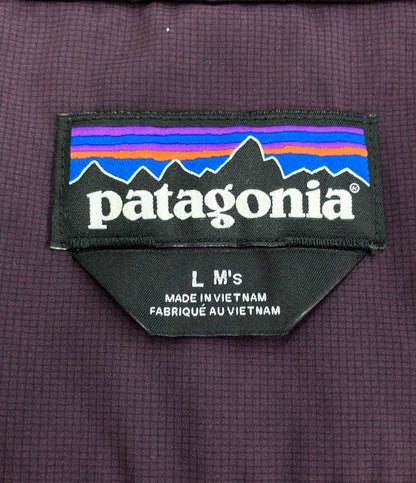 patagonia®
L M's
MADE IN VIETNAM
FABRIQUÉ AU VIETNAM